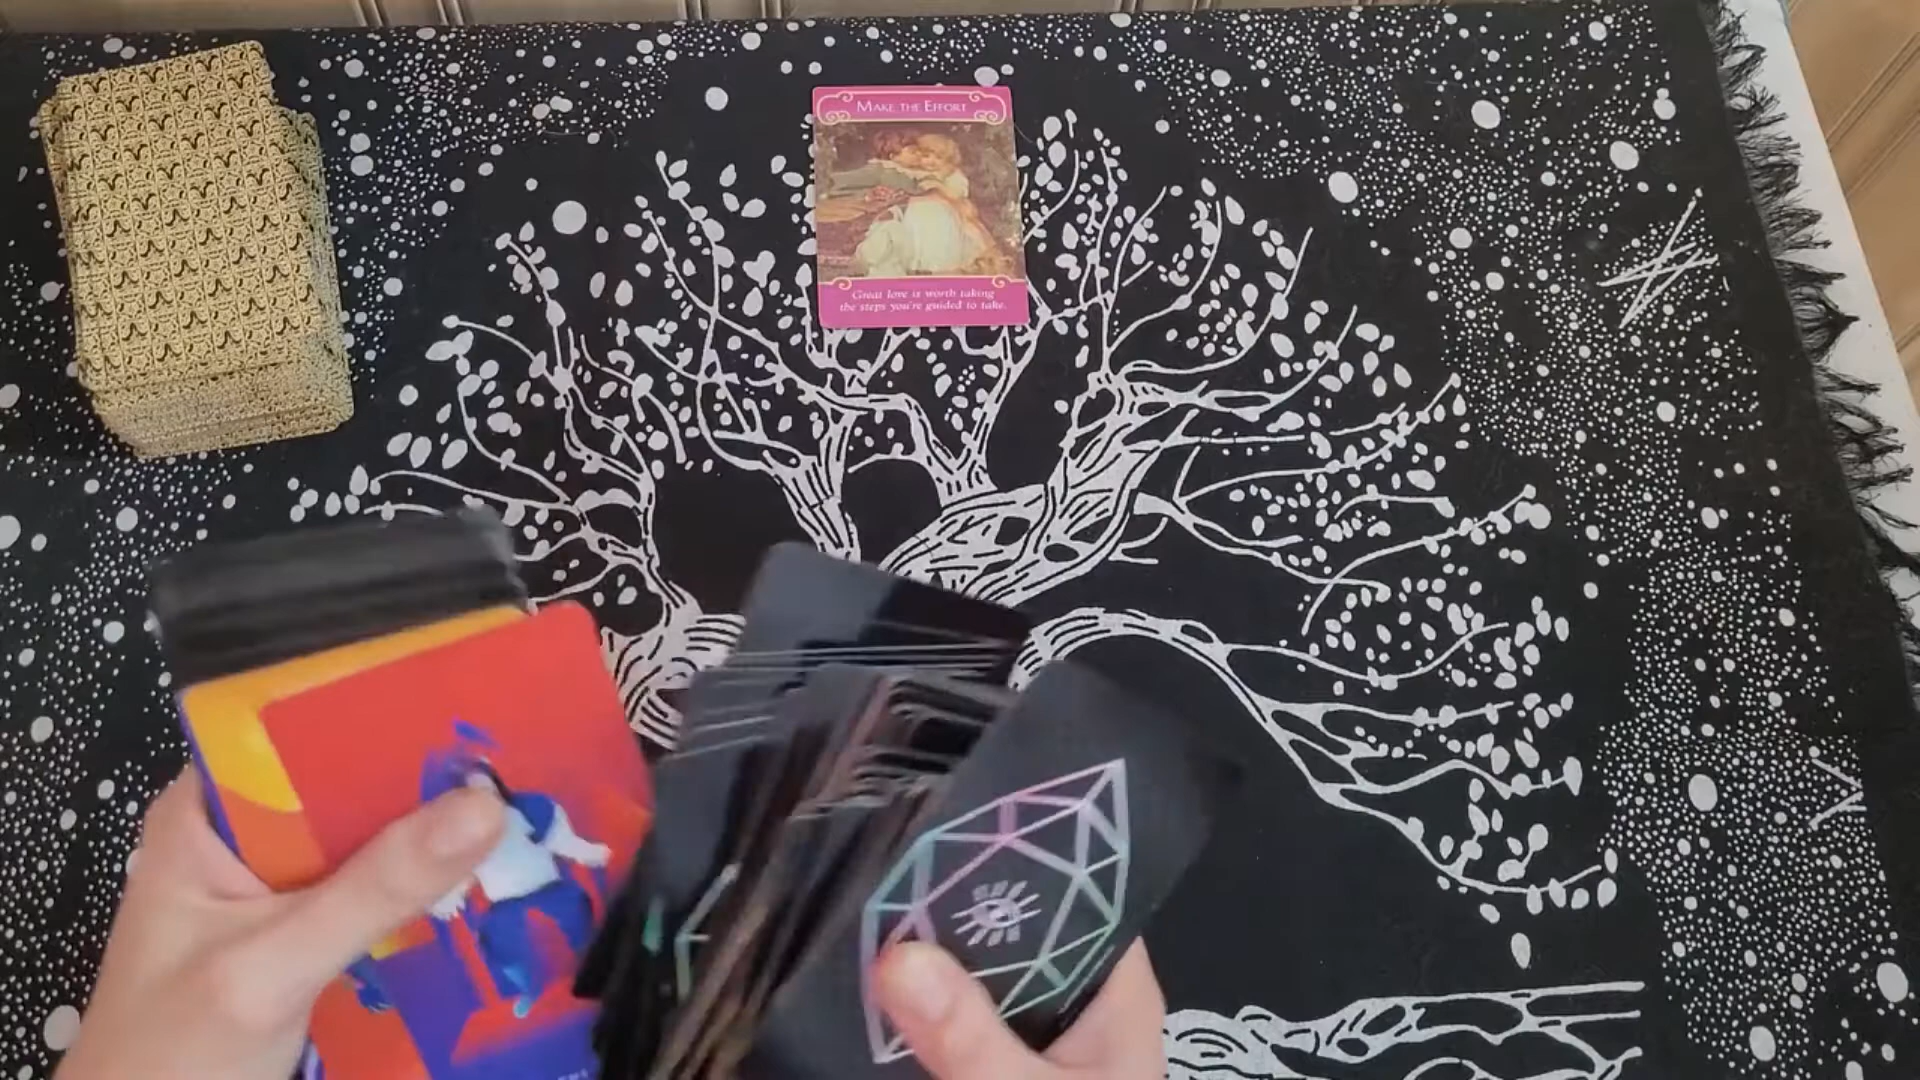 MAKE THE EFFORT
Great love is worth taking
the steps you're guided to take.